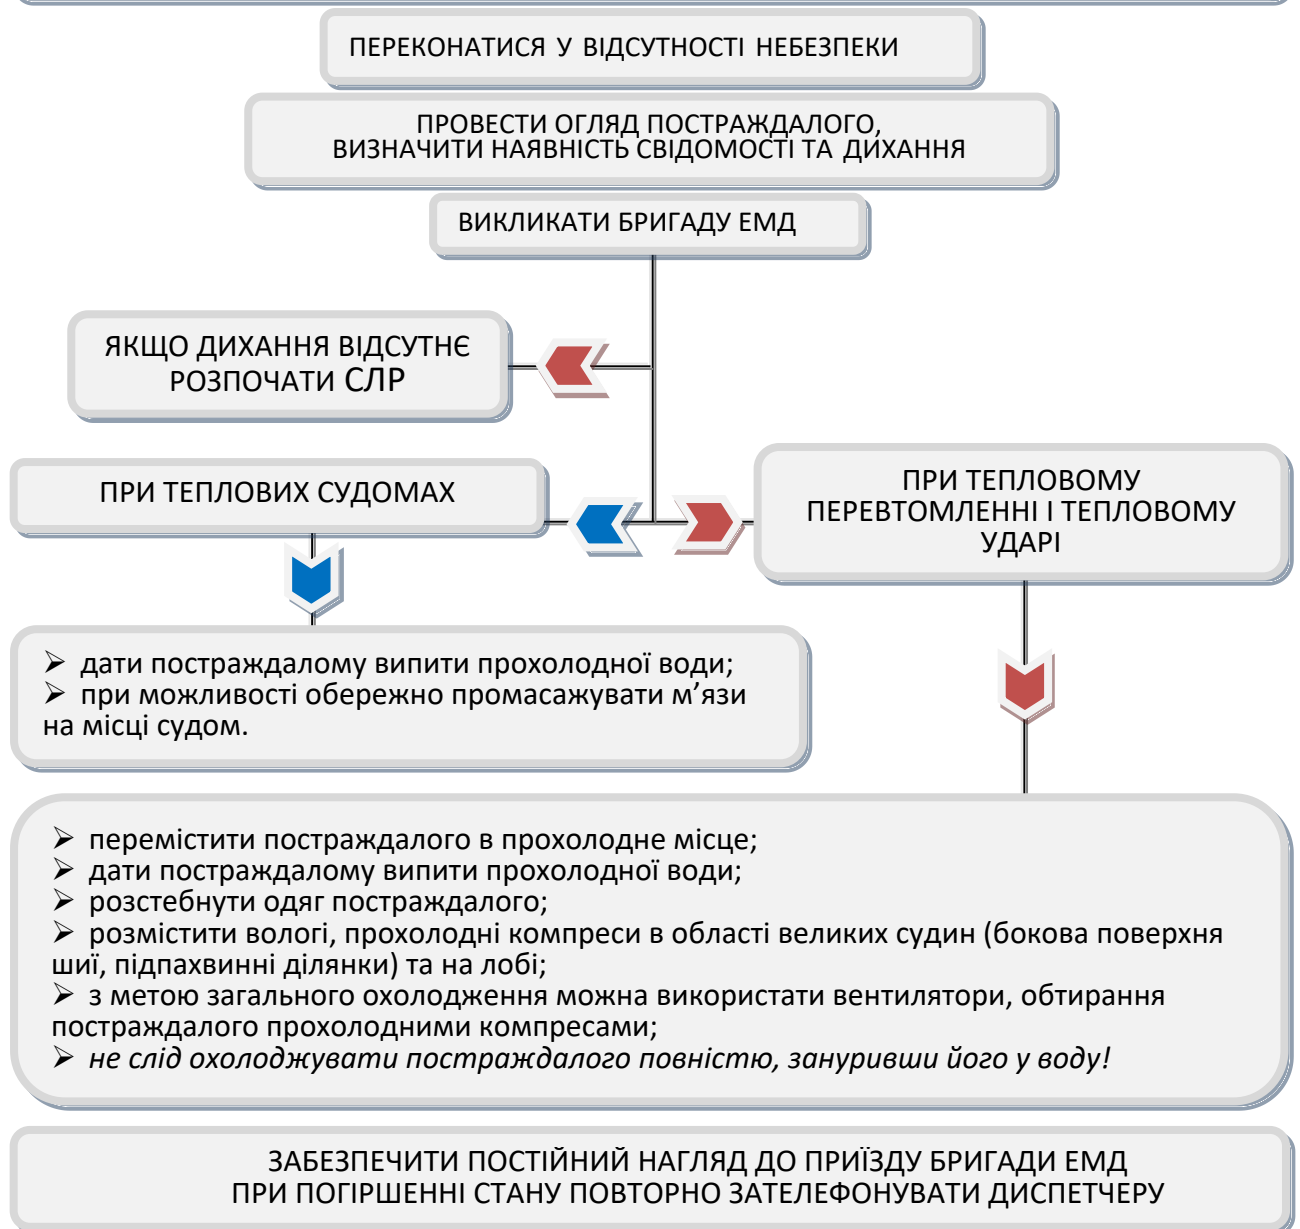 ПЕРЕКОНАТИСЯ У ВІДСУТНОСТІ НЕБЕЗПЕКИ
ПРОВЕСТИ ОГЛЯД ПОСТРАЖДАЛОГО,
ВИЗНАЧИТИ НАЯВНІСТЬ СВІДОМОСТІ ТА ДИХАННЯ
ВИКЛИКАТИ БРИГАДУ ЕМД
ЯКЩО ДИХАННЯ ВІДСУТНЄ
РОЗПОЧАТИ СЛР
ПРИ ТЕПЛОВИХ СУДОМАХ
ПРИ ТЕПЛОВОМУ
ПЕРЕВТОМЛЕННІ І ТЕПЛОВОМУ
УДАРІ
➢ дати постраждалому випити прохолодної води;
➢ при можливості обережно промасажувати м’язи
на місці судом.
➢ перемістити постраждалого в прохолодне місце;
➢ дати постраждалому випити прохолодної води;
➢ розстебнути одяг постраждалого;
➢ розмістити вологі, прохолодні компреси в області великих судин (бокова поверхня
шиї, підпахвинні ділянки) та на лобі;
➢ з метою загального охолодження можна використати вентилятори, обтирання
постраждалого прохолодними компресами;
➢ не слід охолоджувати постраждалого повністю, зануривши його у воду!
ЗАБЕЗПЕЧИТИ ПОСТІЙНИЙ НАГЛЯД ДО ПРИЇЗДУ БРИГАДИ ЕМД
ПРИ ПОГІРШЕННІ СТАНУ ПОВТОРНО ЗАТЕЛЕФОНУВАТИ ДИСПЕТЧЕРУ